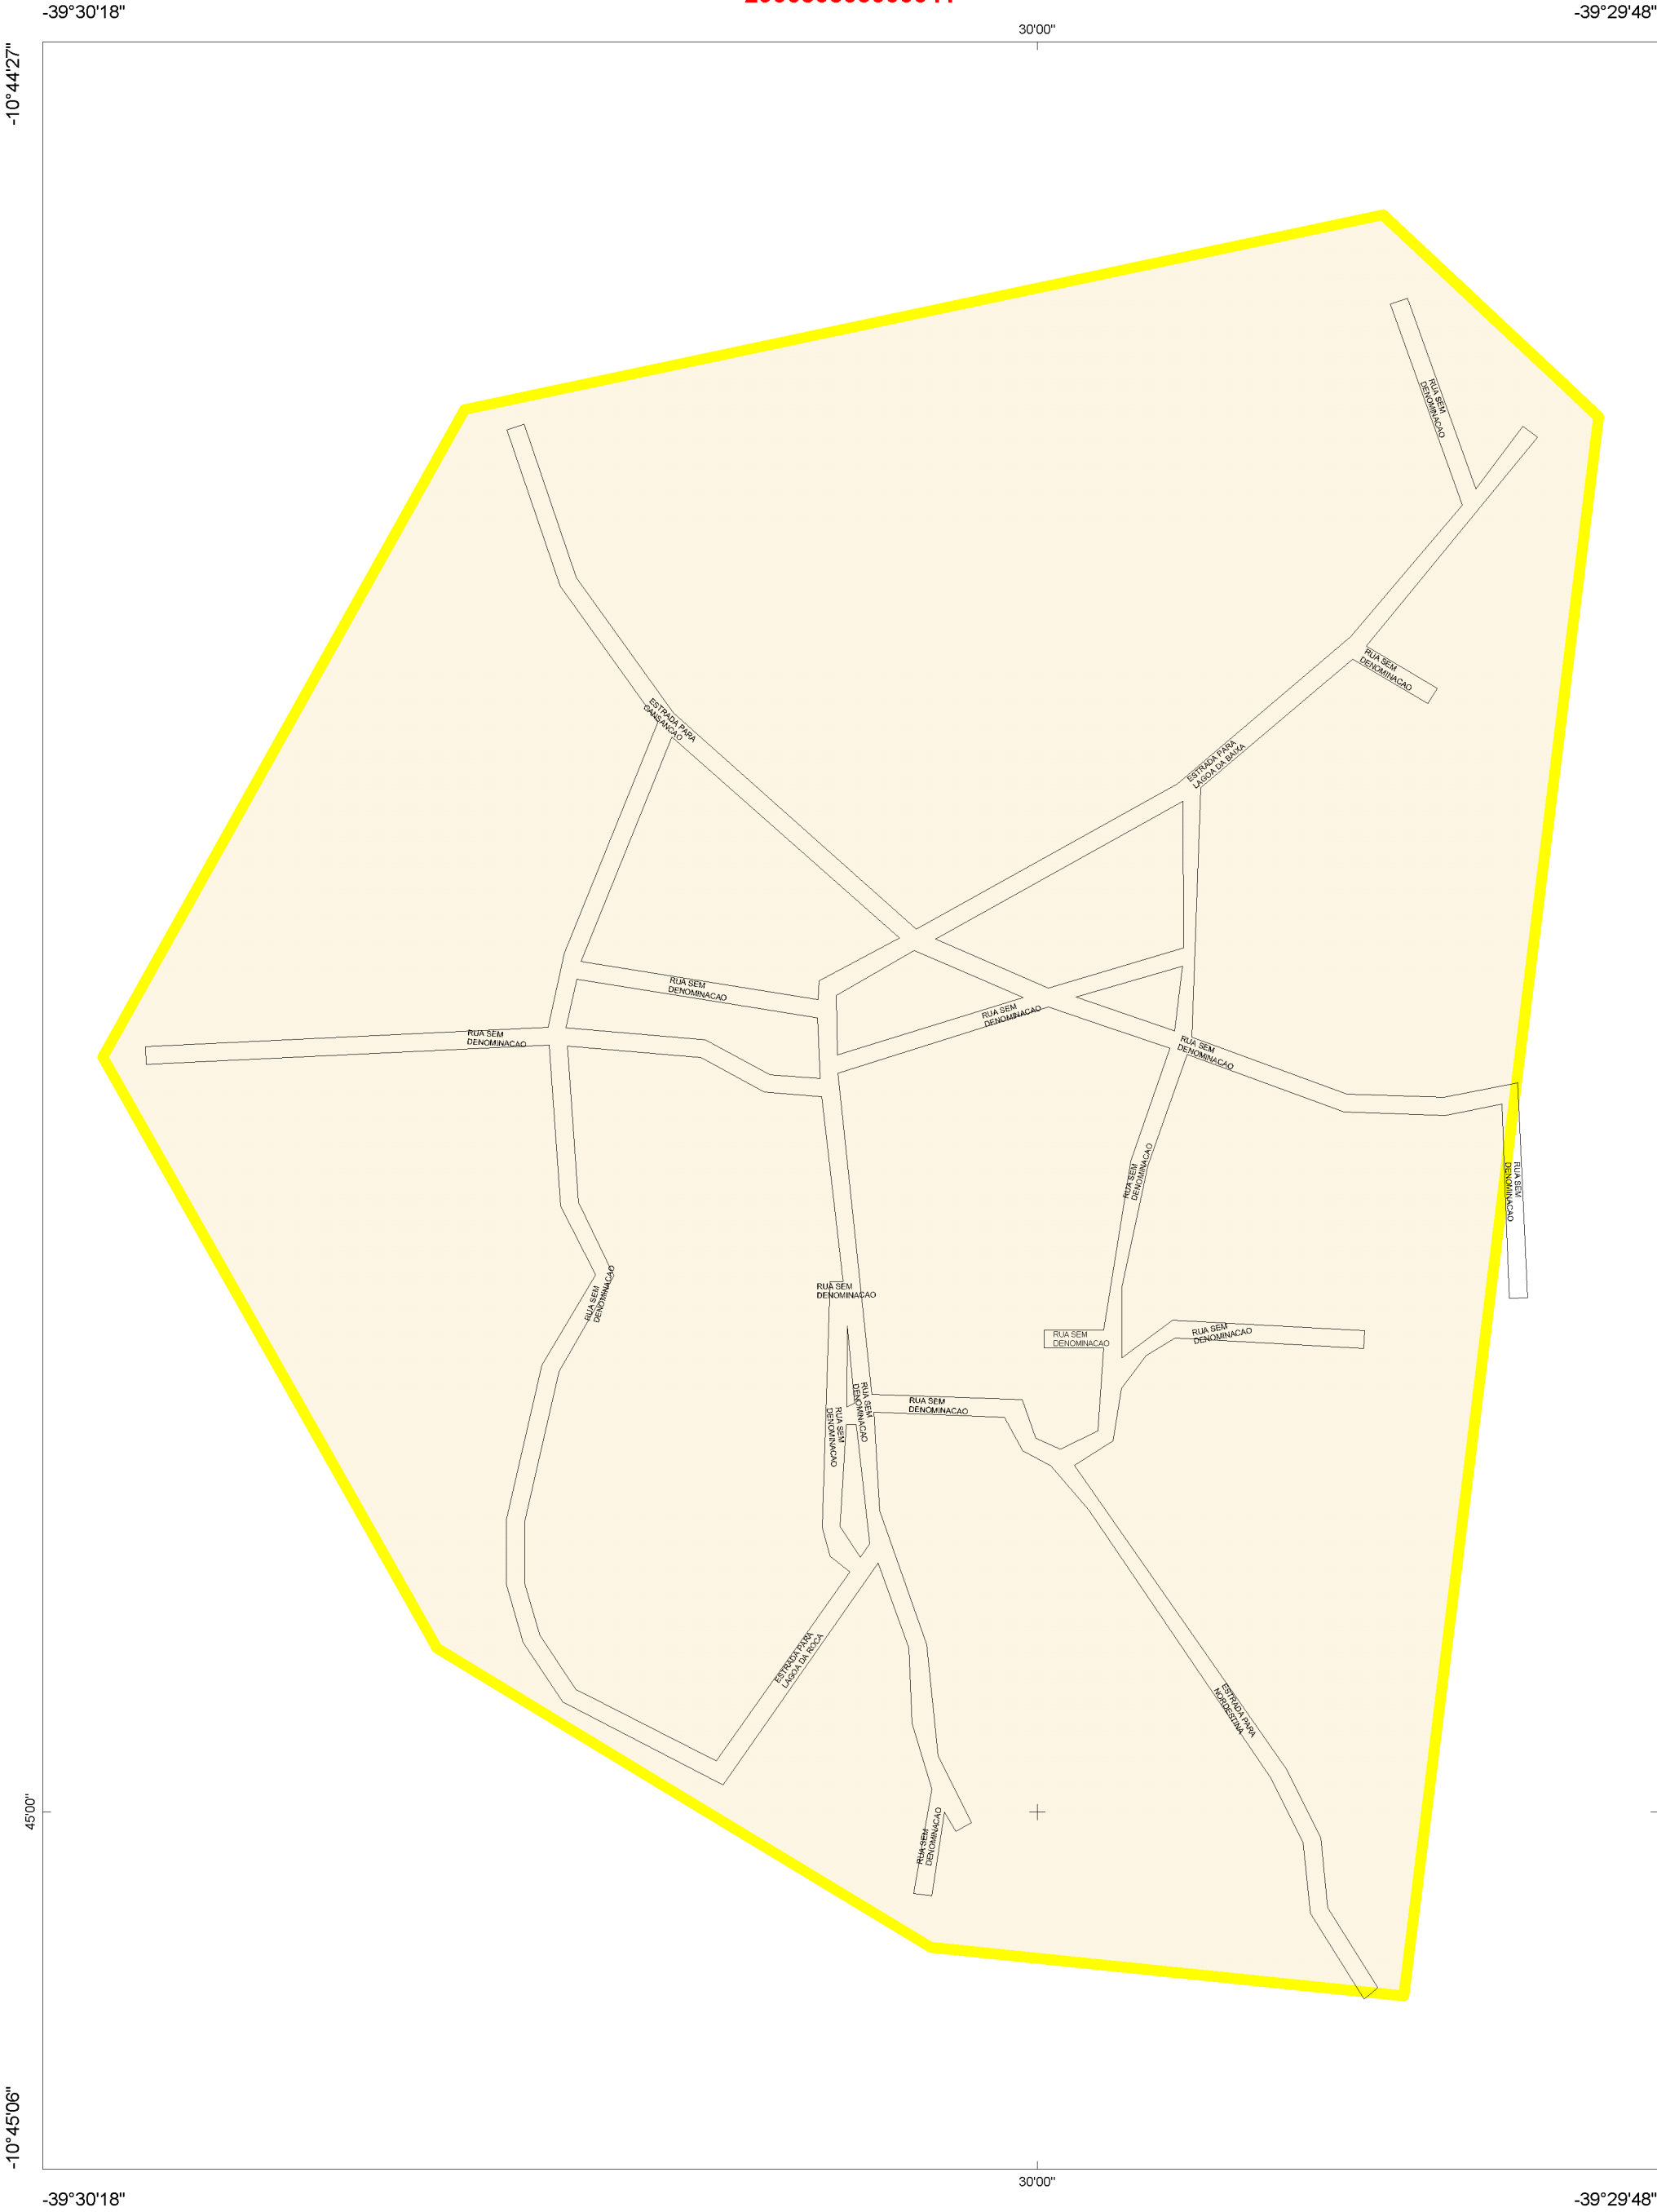 -39°30'18"
-39°29'48"
30'00"
-10°44'27"
RUA SEM
DENOMINACAO
RUA SEM
DENOMINACAO
ESTRADA PARA
CANSANCAO
ESTRADA PARA
LAGOA DA BAIXA
RUA SEM
DENOMINACAO
RUA SEM
DENOMINACAO
RUA SEM
DENOMINACAO
RUA SEM
DENOMINACAO
RUA SEM
DENOMINACAO
RUA SEM
DENOMINACAO
RUA SEM
DENOMINACAO
RUA SEM
DENOMINACAO
RUA SEM
DENOMINACAO
RUA SEM
DENOMINACAO
RUA SEM
DENOMINACAO
RUA SEM
DENOMINACAO
RUA SEM
DENOMINACAO
ESTRADA PARA
LAGOA DA ROCA
ESTRADA PARA
NORDESTINA
45'00"
RUA SEM
DENOMINACAO
-10°45'06"
30'00"
-39°30'18"
-39°29'48"